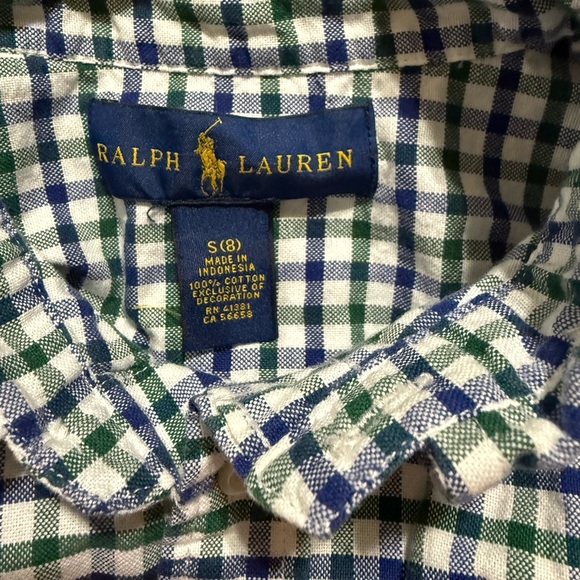 RALPH LAUREN
S(8)
MADE IN
INDONESIA
100% COTTON
EXCLUSIVE OF
DECORATION
RN 41381
CA 56658